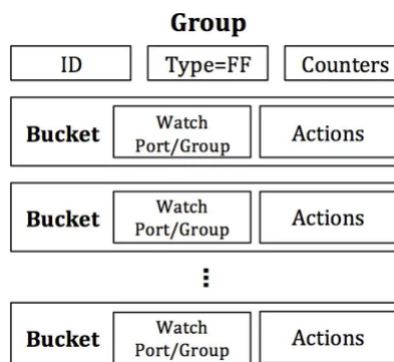 Group
ID Type=FF Counters
Bucket Watch Port/Group Actions
Bucket Watch Port/Group Actions
⋮
Bucket Watch Port/Group Actions